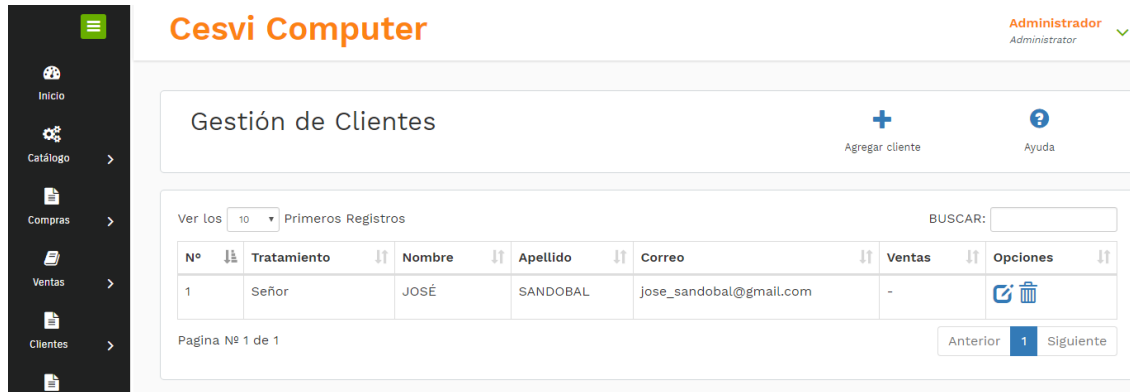 Cesvi Computer
Administrador
Administrator
Inicio
Catálogo
Compras
Ventas
Clientes
Gestión de Clientes
Agregar cliente
Ayuda
Ver los 10 Primeros Registros
BUSCAR:
Nº Tratamiento Nombre Apellido Correo Ventas Opciones
1 Señor JOSÉ SANDOBAL jose_sandobal@gmail.com -
Pagina Nº 1 de 1
Anterior 1 Siguiente